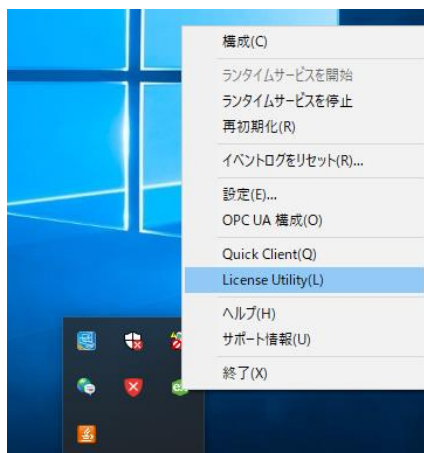 構成(C)
ランタイムサービスを開始
ランタイムサービスを停止
再初期化(R)
イベントログをリセット(R)...
設定(E)...
OPC UA 構成(O)
Quick Client(Q)
License Utility(L)
ヘルプ(H)
サポート情報(U)
終了(X)